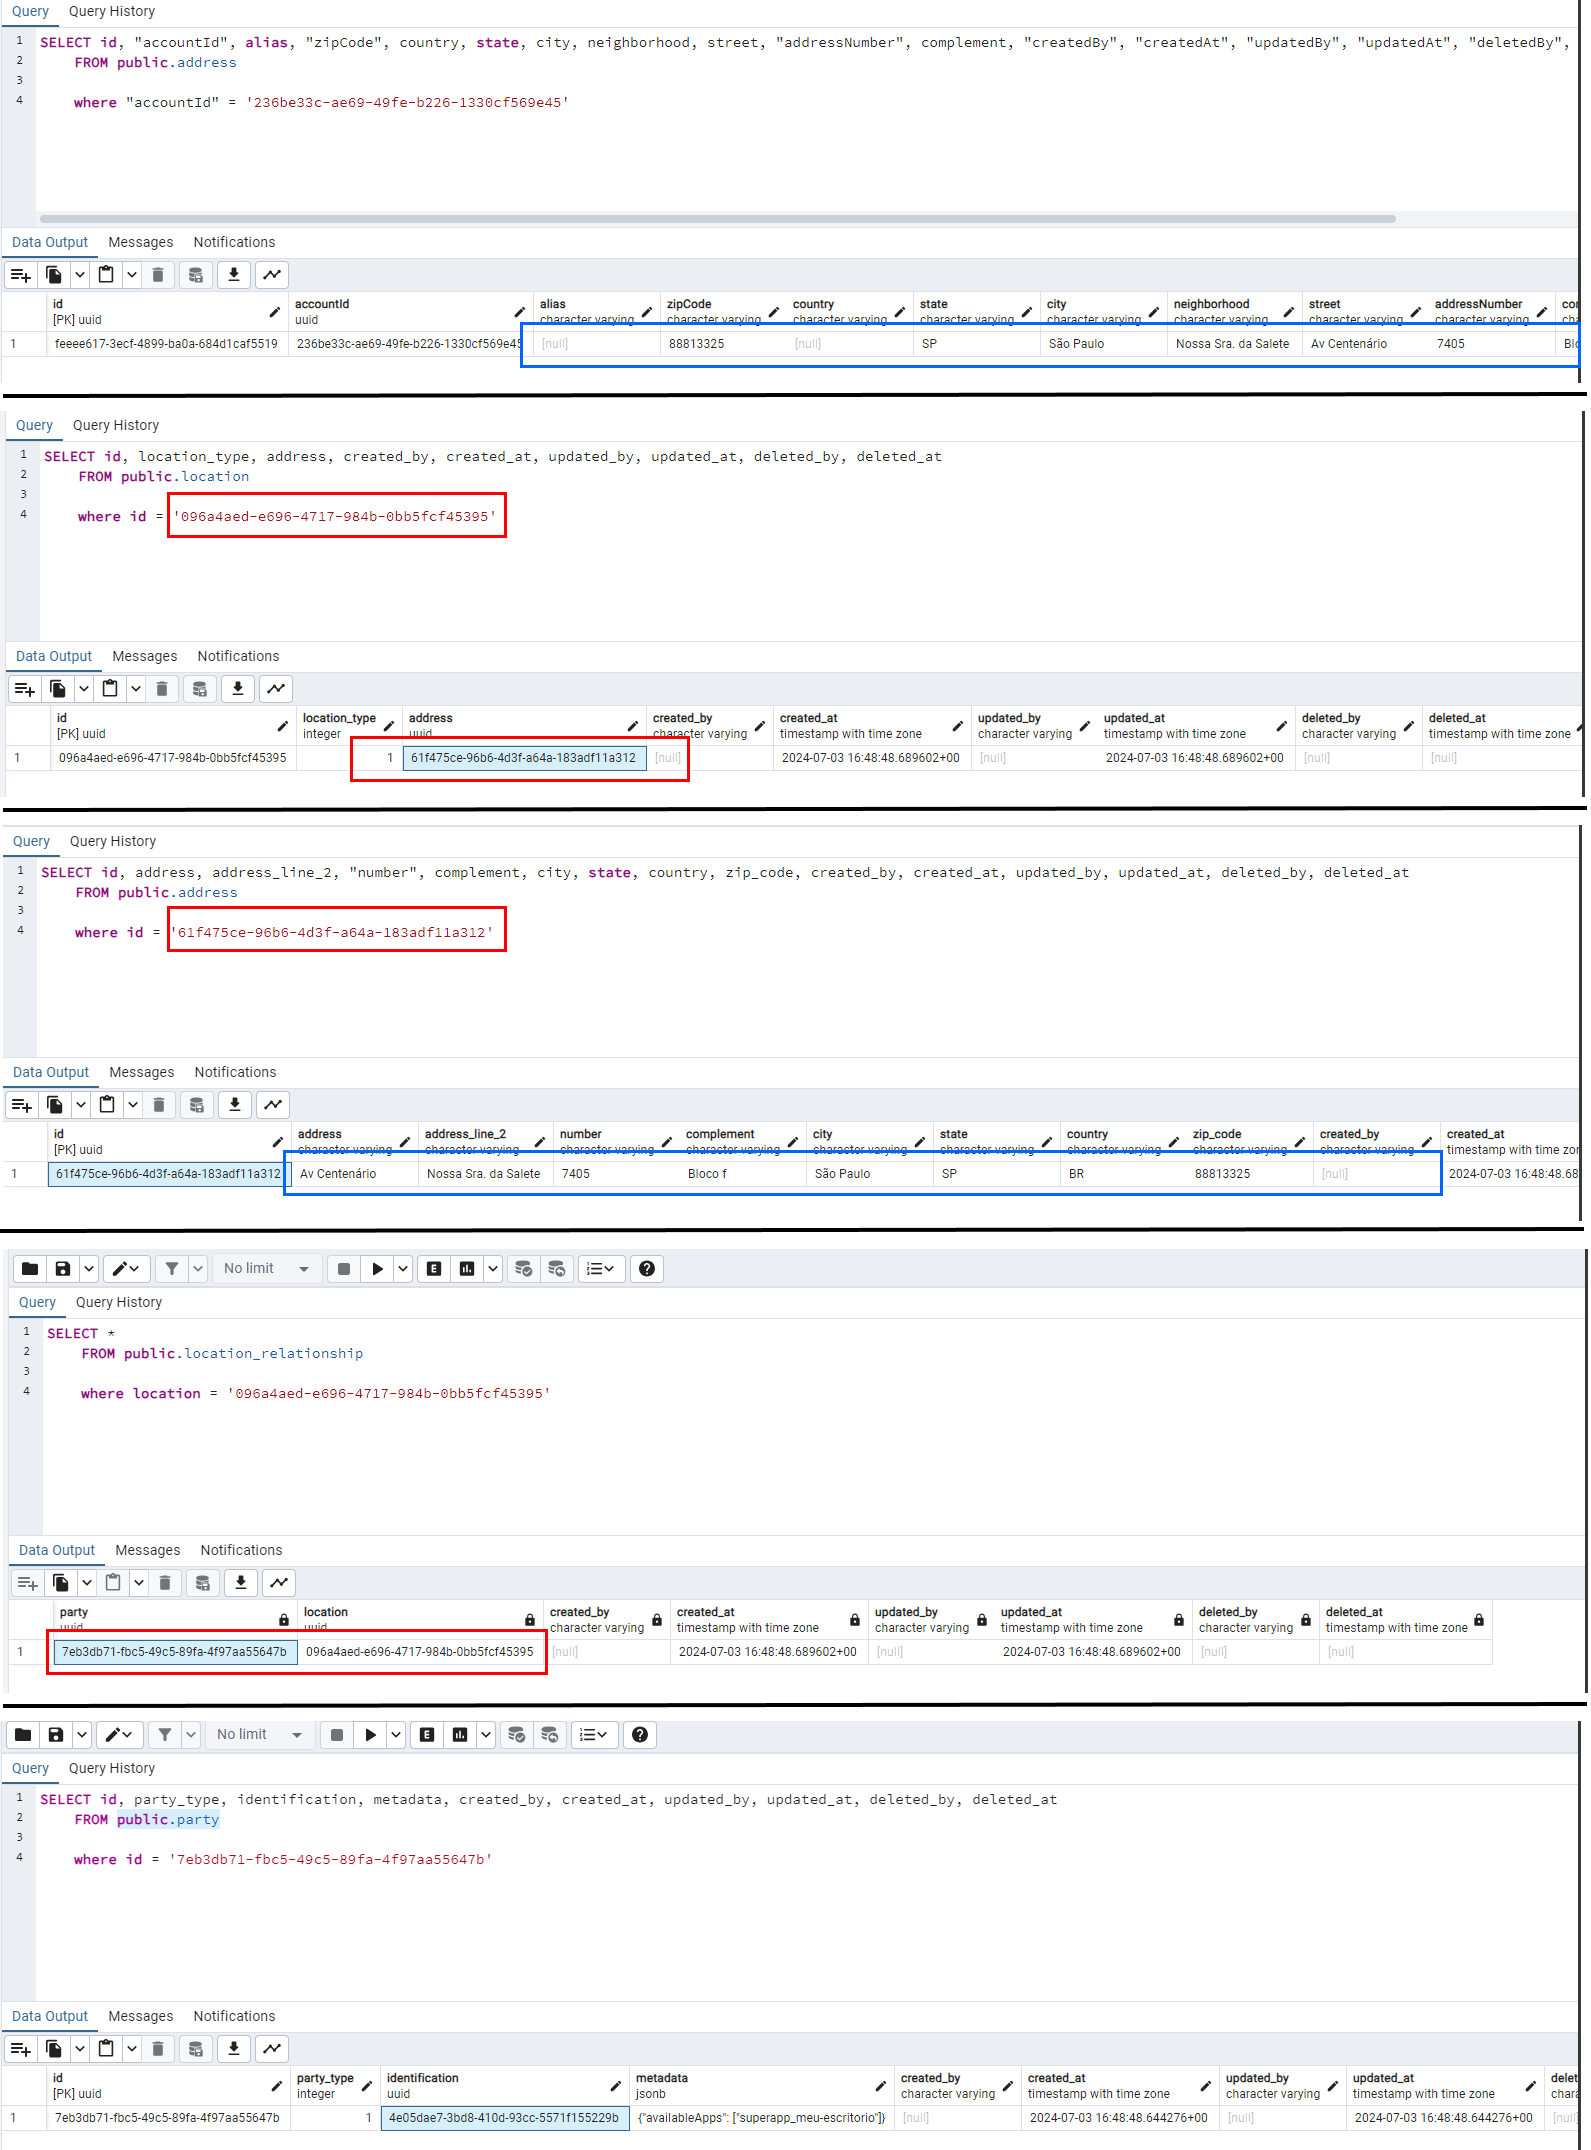 Query Query History
1 SELECT id, "accountId", alias, "zipCode", country, state, city, neighborhood, street, "addressNumber", complement, "createdBy", "createdAt", "updatedBy", "updatedAt", "deletedBy",
2 FROM public.address
3
4 where "accountId" = '236be33c-ae69-49fe-b226-1330cf569e45'
Data Output Messages Notifications
id accountId alias zipCode country state city neighborhood street addressNumber
[PK] uuid uuid character varying character varying character varying character varying character varying character varying character varying character varying
1 feeee617-3ecf-4899-ba0a-684d1caf5519 236be33c-ae69-49fe-b226-1330cf569e45 [null] 88813325 [null] SP São Paulo Nossa Sra. da Salete Av Centenário 7405
Query Query History
1 SELECT id, location_type, address, created_by, created_at, updated_by, updated_at, deleted_by, deleted_at
2 FROM public.location
3
4 where id = '096a4aed-e696-4717-984b-0bb5fcf45395'
Data Output Messages Notifications
id location_type address created_by created_at updated_by updated_at deleted_by deleted_at
[PK] uuid integer uuid character varying timestamp with time zone character varying timestamp with time zone character varying timestamp with time zone
1 096a4aed-e696-4717-984b-0bb5fcf45395 1 61f475ce-96b6-4d3f-a64a-183adf11a312 [null] 2024-07-03 16:48:48.689602+00 [null] 2024-07-03 16:48:48.689602+00 [null] [null]
Query Query History
1 SELECT id, address, address_line_2, "number", complement, city, state, country, zip_code, created_by, created_at, updated_by, updated_at, deleted_by, deleted_at
2 FROM public.address
3
4 where id = '61f475ce-96b6-4d3f-a64a-183adf11a312'
Data Output Messages Notifications
id address address_line_2 number complement city state country zip_code created_by created_at
[PK] uuid character varying character varying character varying character varying character varying character varying character varying character varying character varying timestamp with time zon
1 61f475ce-96b6-4d3f-a64a-183adf11a312 Av Centenário Nossa Sra. da Salete 7405 Bloco f São Paulo SP BR 88813325 [null] 2024-07-03 16:48:48.68
No limit
Query Query History
1 SELECT *
2 FROM public.location_relationship
3
4 where location = '096a4aed-e696-4717-984b-0bb5fcf45395'
Data Output Messages Notifications
party location created_by created_at updated_by updated_at deleted_by deleted_at
uuid uuid character varying timestamp with time zone character varying timestamp with time zone character varying timestamp with time zone
1 7eb3db71-fbc5-49c5-89fa-4f97aa55647b 096a4aed-e696-4717-984b-0bb5fcf45395 [null] 2024-07-03 16:48:48.689602+00 [null] 2024-07-03 16:48:48.689602+00 [null] [null]
No limit
Query Query History
1 SELECT id, party_type, identification, metadata, created_by, created_at, updated_by, updated_at, deleted_by, deleted_at
2 FROM public.party
3
4 where id = '7eb3db71-fbc5-49c5-89fa-4f97aa55647b'
Data Output Messages Notifications
id party_type identification metadata created_by created_at updated_by updated_at delet
[PK] uuid integer uuid jsonb character varying timestamp with time zone character varying timestamp with time zone chara
1 7eb3db71-fbc5-49c5-89fa-4f97aa55647b 1 4e05dae7-3bd8-410d-93cc-5571f155229b {"availableApps": ["superapp_meu-escritorio"]} [null] 2024-07-03 16:48:48.644276+00 [null] 2024-07-03 16:48:48.644276+00 [null]